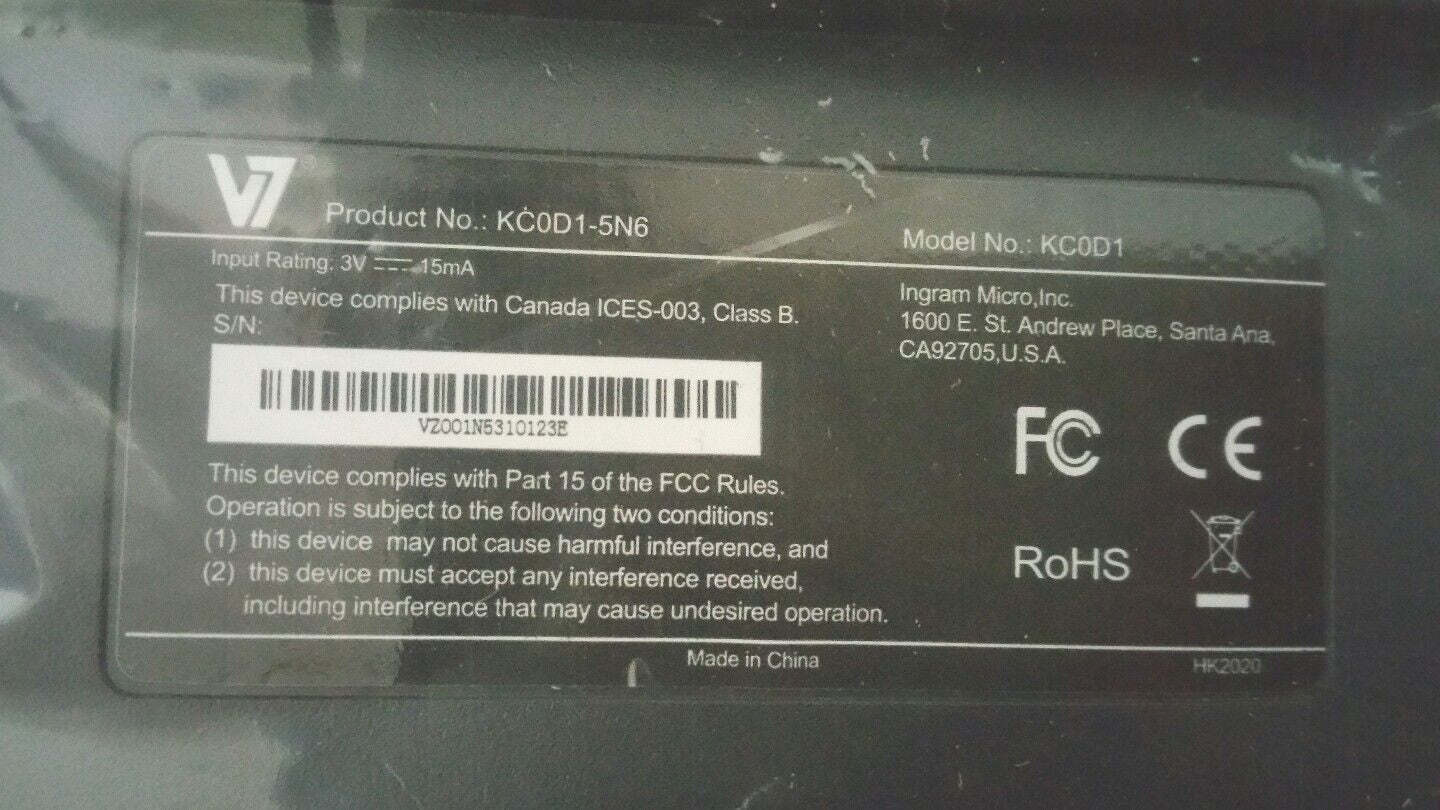 V7
Product No.: KC0D1-5N6
Model No.: KC0D1
Input Rating: 3V 15mA
This device complies with Canada ICES-003, Class B.
S/N:
VZ001N5310123E
Ingram Micro,Inc.
1600 E. St. Andrew Place, Santa Ana,
CA92705,U.S.A.
FC CE
This device complies with Part 15 of the FCC Rules.
Operation is subject to the following two conditions:
(1) this device may not cause harmful interference, and
(2) this device must accept any interference received,
including interference that may cause undesired operation.
RoHS
Made in China
HK2020